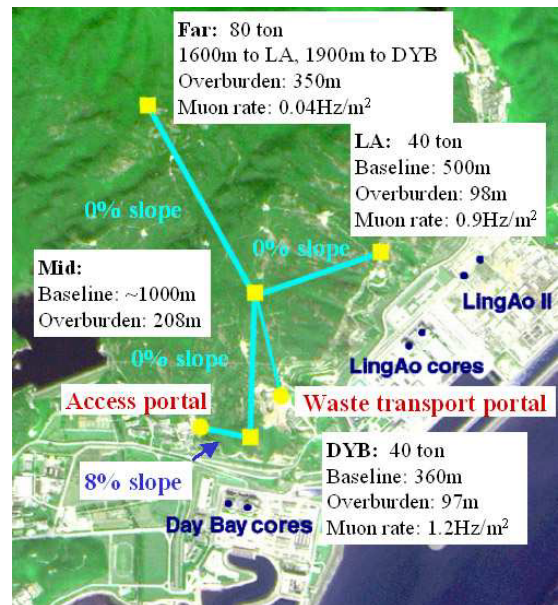 Far: 80 ton
1600m to LA, 1900m to DYB
Overburden: 350m
Muon rate: 0.04Hz/m²
LA: 40 ton
Baseline: 500m
Overburden: 98m
Muon rate: 0.9Hz/m²
0% slope
0% slope
Mid:
Baseline: ~1000m
Overburden: 208m
LingAo II
LingAo cores
0% slope
Access portal
Waste transport portal
8% slope
DYB: 40 ton
Baseline: 360m
Overburden: 97m
Muon rate: 1.2Hz/m²
Day Bay cores